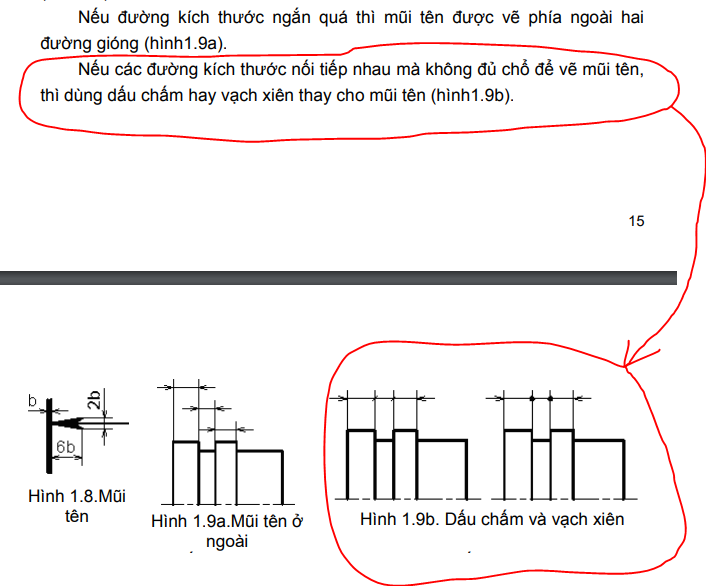 Nếu đường kích thước ngắn quá thì mũi tên được vẽ phía ngoài hai
đường gióng (hình1.9a).
Nếu các đường kích thước nối tiếp nhau mà không đủ chổ để vẽ mũi tên,
thì dùng dấu chấm hay vạch xiên thay cho mũi tên (hình1.9b).
15
b
2b
6b
Hình 1.8.Mũi
tên
Hình 1.9a.Mũi tên ở
ngoài
Hình 1.9b. Dấu chấm và vạch xiên